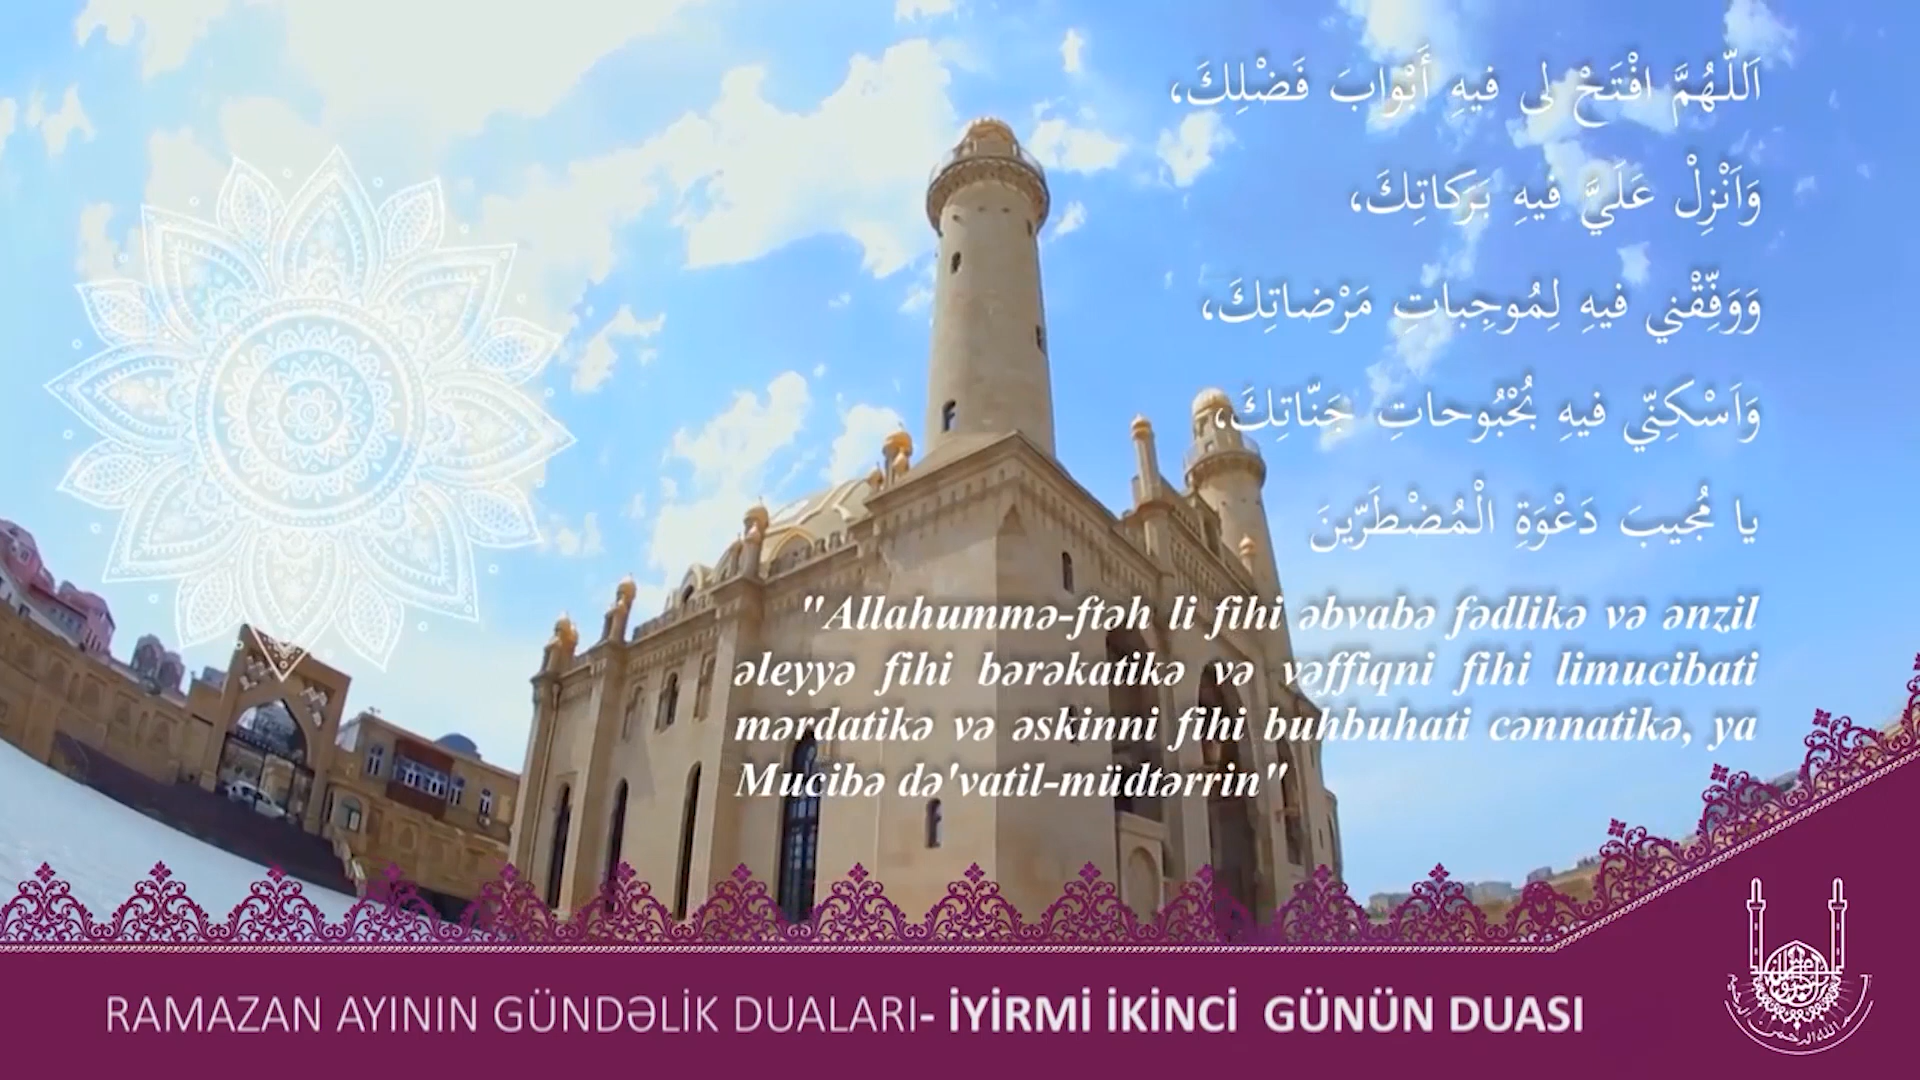 اَللّهُمَّ افْتَحْ لى فيهِ أَبْوابَ فَضْلِكَ،
وَاَنْزِلْ عَلَيَّ فيهِ بَرَكاتِكَ،
وَوَفِّقْني فيهِ لِمُوجِباتِ مَرْضاتِكَ،
وَاَسْكِنّي فيهِ بُحْبُوحاتِ جَنّاتِكَ،
يا مُجيبَ دَعْوَةِ الْمُضْطَرّينَ
"Allahummə-ftəh li fihi əbvabə fədlikə və ənzil
əleyyə fihi bərəkatikə və vəffiqni fihi limucibati
mərdatikə və əskinni fihi buhbuhati cənnatikə, ya
Mucibə də'vatil-müdtərrin"
RAMAZAN AYININ GÜNDƏLİK DUALARI- İYİRMİ İKİNCİ GÜNÜN DUASI